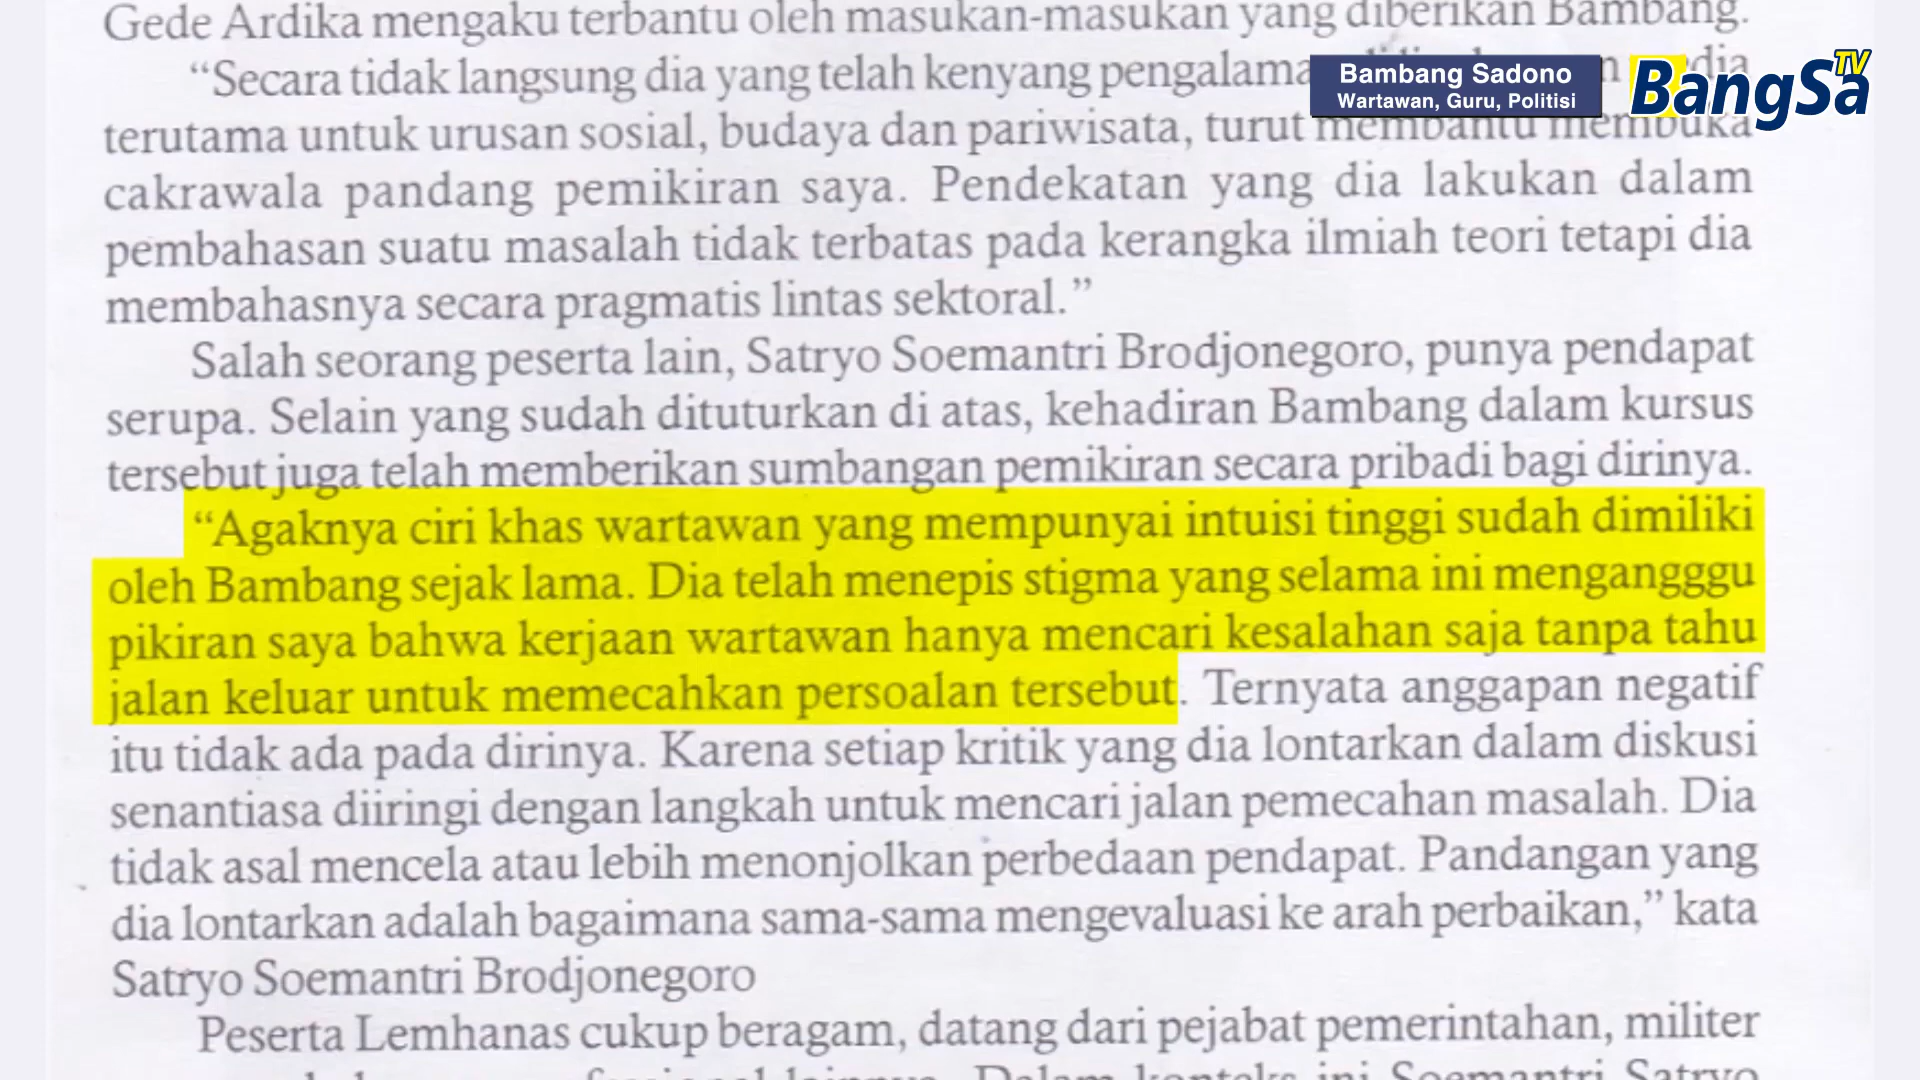 Gede Ardika mengaku terbantu oleh masukan-masukan yang diberikan Bambang.
“Secara tidak langsung dia yang telah kenyang
terutama untuk urusan sosial, budaya dan pariwisata, turut membantu membuka
cakrawala pandang pemikiran saya. Pendekatan yang dia lakukan dalam
pembahasan suatu masalah tidak terbatas pada kerangka ilmiah teori tetapi dia
membahasnya secara pragmatis lintas sektoral.”
Salah seorang peserta lain, Satryo Soemantri Brodjonegoro, punya pendapat
serupa. Selain yang sudah dituturkan di atas, kehadiran Bambang dalam kursus
tersebut juga telah memberikan sumbangan pemikiran secara pribadi bagi dirinya.
“Agaknya ciri khas wartawan yang mempunyai intuisi tinggi sudah dimiliki
oleh Bambang sejak lama. Dia telah menepis stigma yang selama ini mengangggu
pikiran saya bahwa kerjaan wartawan hanya mencari kesalahan saja tanpa tahu
jalan keluar untuk memecahkan persoalan tersebut. Ternyata anggapan negatif
itu tidak ada pada dirinya. Karena setiap kritik yang dia lontarkan dalam diskusi
senantiasa diiringi dengan langkah untuk mencari jalan pemecahan masalah. Dia
tidak asal mencela atau lebih menonjolkan perbedaan pendapat. Pandangan yang
dia lontarkan adalah bagaimana sama-sama mengevaluasi ke arah perbaikan,” kata
Satryo Soemantri Brodjonegoro
Peserta Lemhanas cukup beragam, datang dari pejabat pemerintahan, militer
lainnya. Dalam konteks ini Soemantri Satryo
Bambang Sadono
Wartawan, Guru, Politisi
BangSa TV